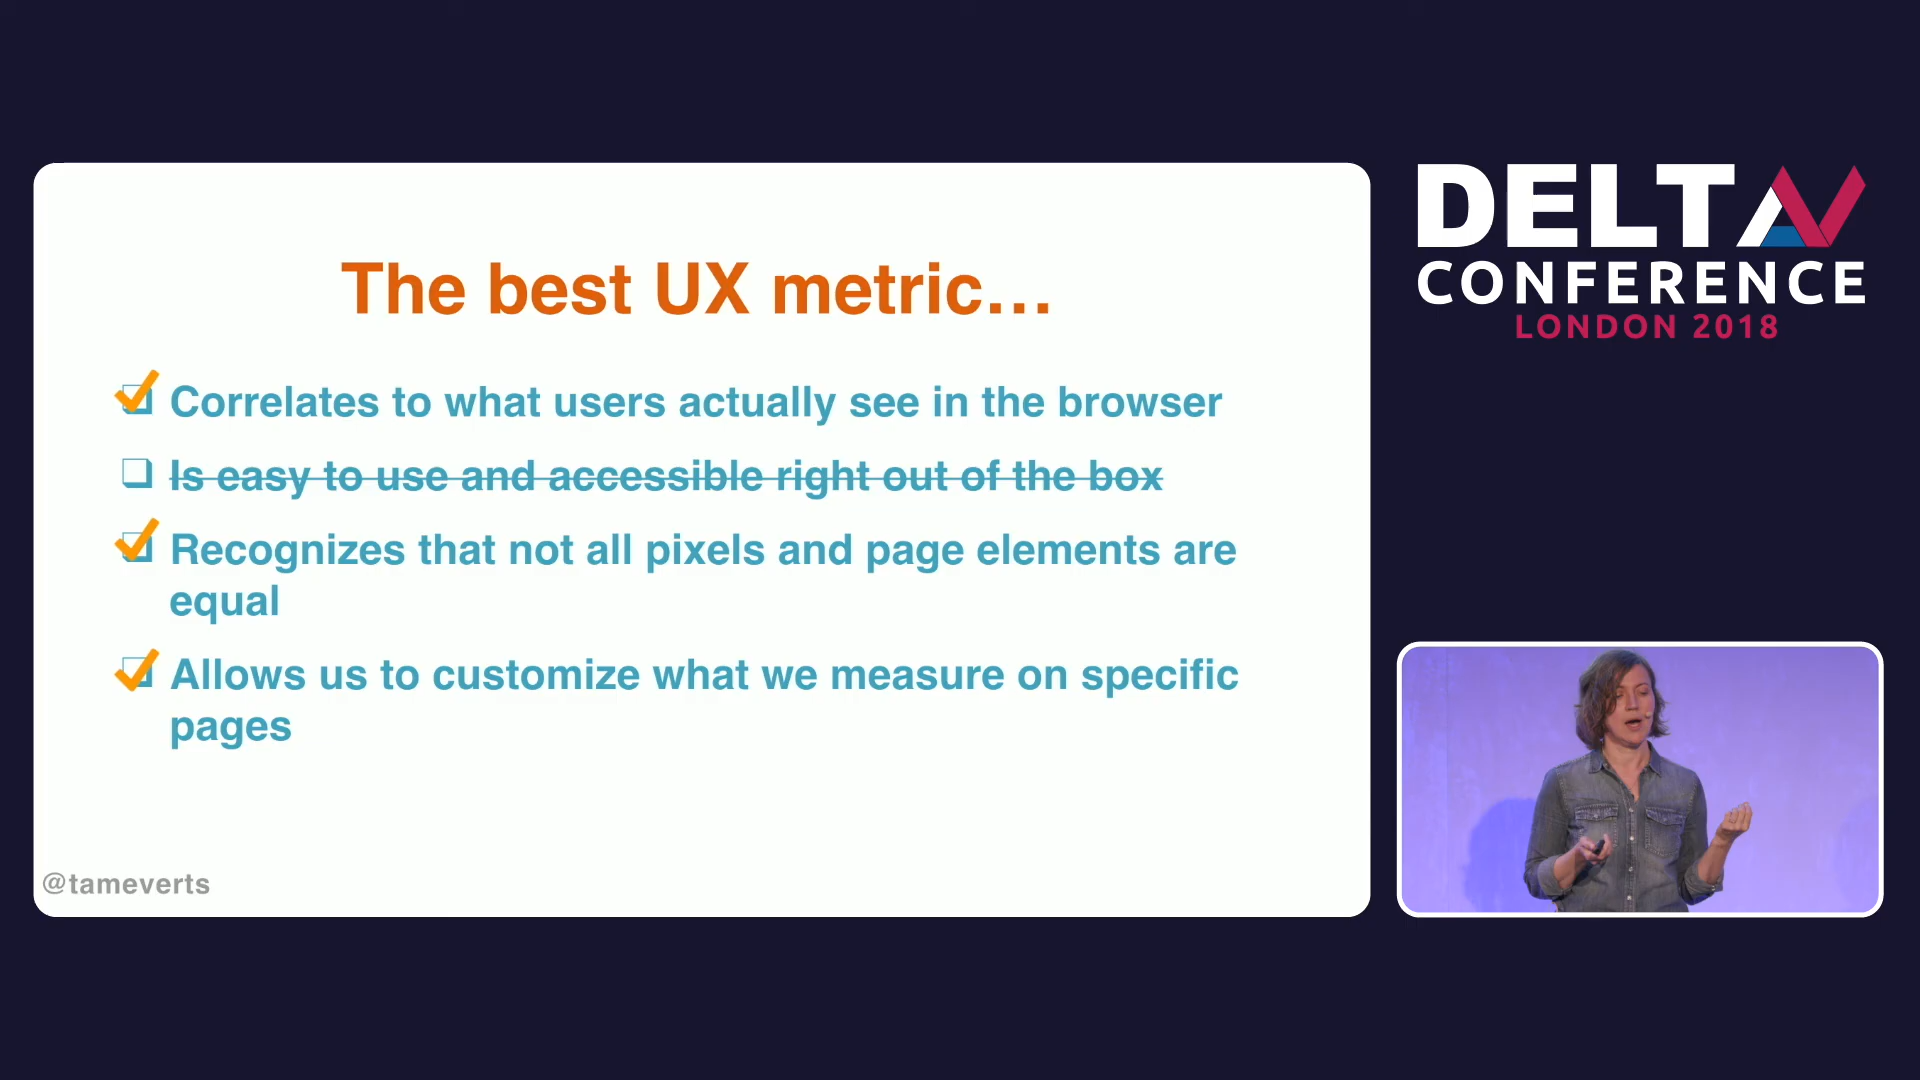 The best UX metric…
Correlates to what users actually see in the browser
Is easy to use and accessible right out of the box
Recognizes that not all pixels and page elements are
equal
Allows us to customize what we measure on specific
pages
@tameverts
DELTA V
CONFERENCE
LONDON 2018